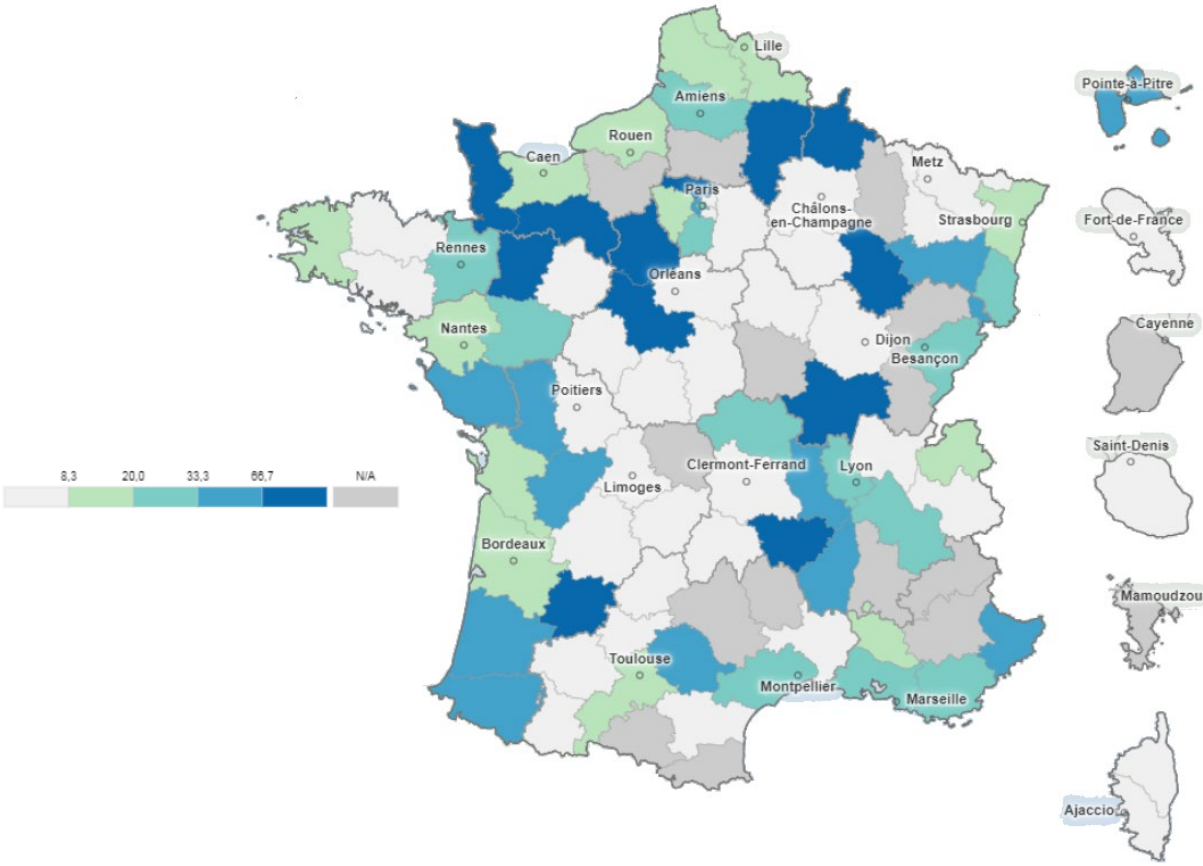 Lille
Pointe-à-Pitre
Amiens
Rouen
Caen
Metz
Paris
Châlons-
en-Champagne
Strasbourg
Fort-de-France
Rennes
Orléans
Nantes
Dijon
Besançon
Cayenne
Poitiers
Saint-Denis
8,3 20,0 33,3 66,7 N/A
Clermont-Ferrand
Lyon
Limoges
Bordeaux
Mamoudzou
Toulouse
Montpellier
Marseille
Ajaccio